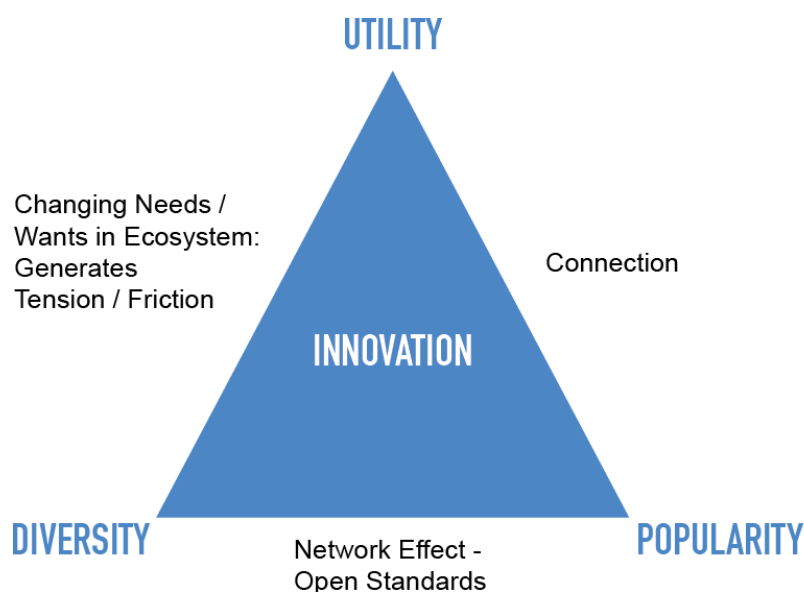 UTILITY
Changing Needs /
Wants in Ecosystem:
Generates
Tension / Friction
Connection
INNOVATION
DIVERSITY
POPULARITY
Network Effect -
Open Standards